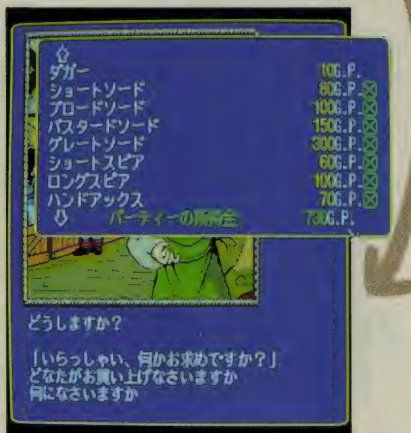 ダガー 10G.P.
ショートソード 80G.P.
ブロードソード 100G.P.
バスタードソード 150G.P.
グレートソード 300G.P.
ショートスピア 60G.P.
ロングスピア 100G.P.
ハンドアックス 70G.P.
パーティーの所持金 730G.P.
どうしますか?
「いらっしゃい、何かお求めですか?」
どなたがお買い上げなさいますか
何になさいますか